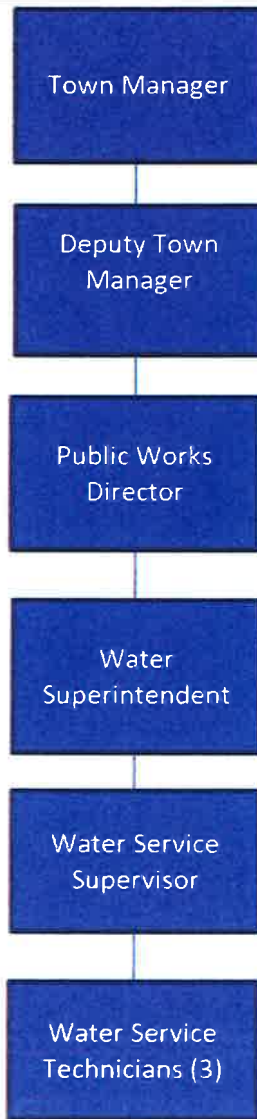 Town Manager
Deputy Town
Manager
Public Works
Director
Water
Superintendent
Water Service
Supervisor
Water Service
Technicians (3)